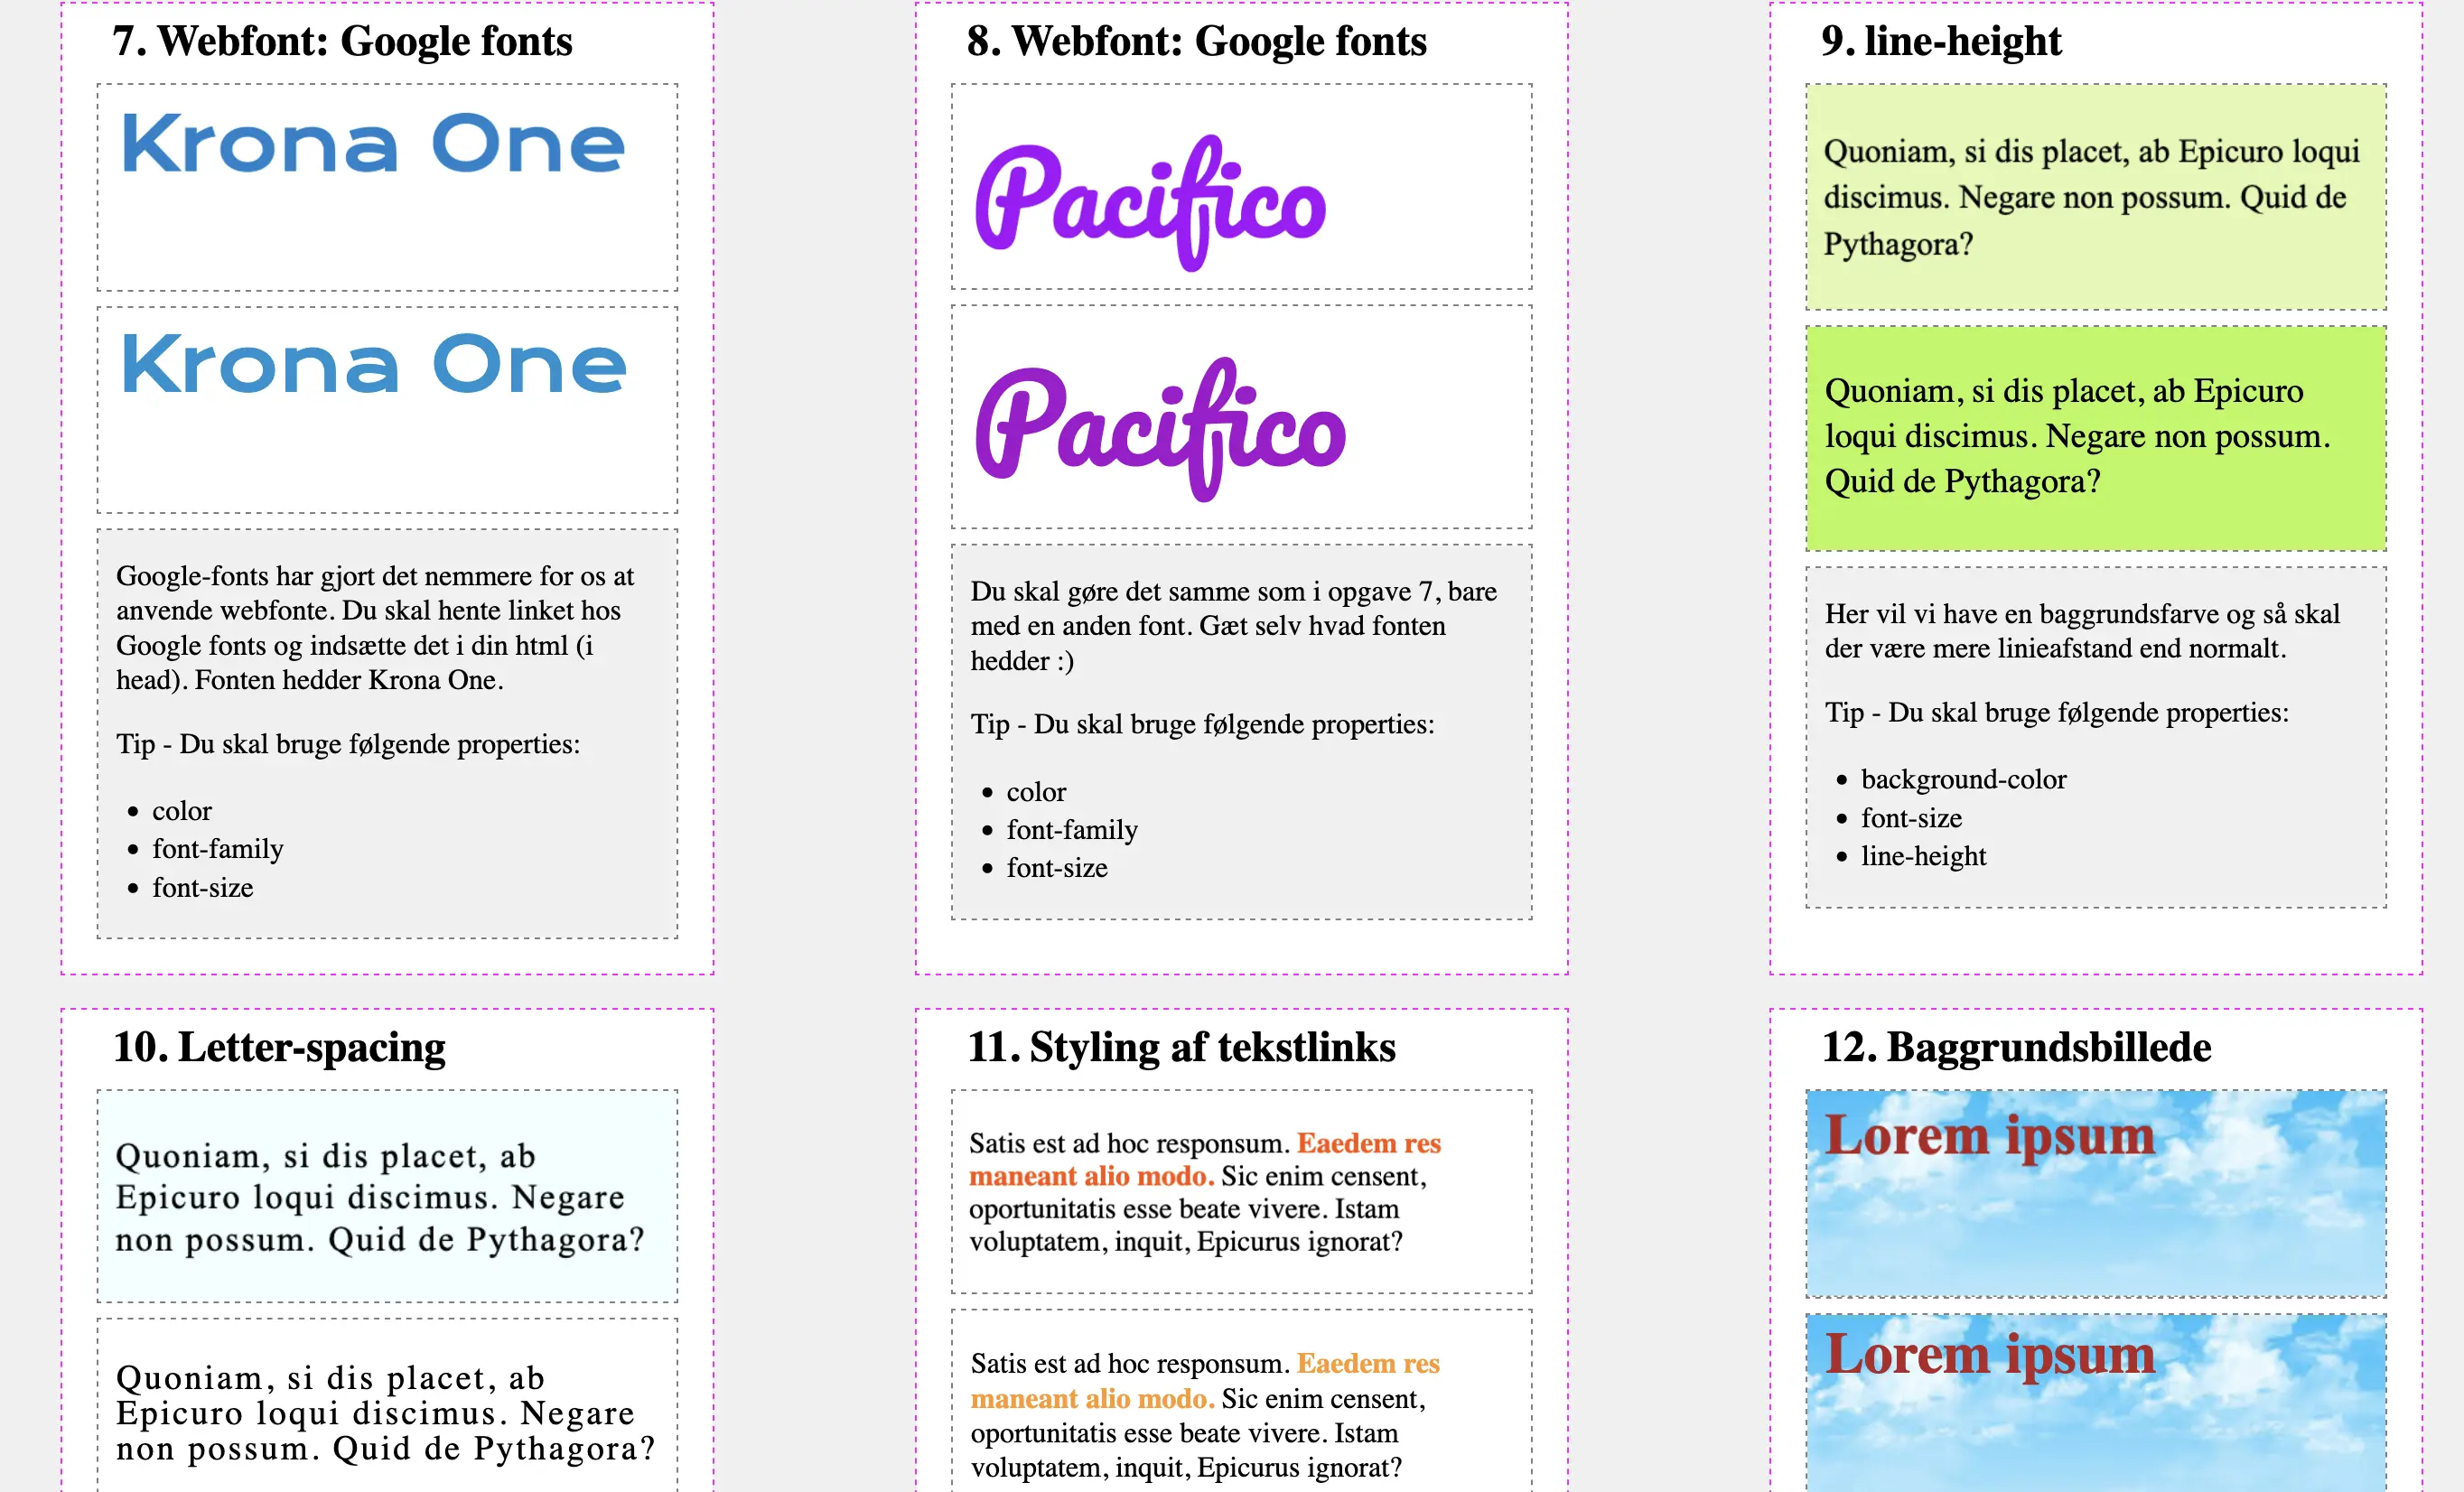 7. Webfont: Google fonts
Krona One
Krona One
Google-fonts har gjort det nemmere for os at
anvende webfonte. Du skal hente linket hos
Google fonts og indsætte det i din html (i
head). Fonten hedder Krona One.
Tip - Du skal bruge følgende properties:
• color
• font-family
• font-size
8. Webfont: Google fonts
Pacifico
Pacifico
Du skal gøre det samme som i opgave 7, bare
med en anden font. Gæt selv hvad fonten
hedder :)
Tip - Du skal bruge følgende properties:
• color
• font-family
• font-size
9. line-height
Quoniam, si dis placet, ab Epicuro loqui
discimus. Negare non possum. Quid de
Pythagora?
Quoniam, si dis placet, ab Epicuro
loqui discimus. Negare non possum.
Quid de Pythagora?
Her vil vi have en baggrundsfarve og så skal
der være mere linieafstand end normalt.
Tip - Du skal bruge følgende properties:
• background-color
• font-size
• line-height
10. Letter-spacing
Quoniam, si dis placet, ab
Epicuro loqui discimus. Negare
non possum. Quid de Pythagora?
Quoniam, si dis placet, ab
Epicuro loqui discimus. Negare
non possum. Quid de Pythagora?
11. Styling af tekstlinks
Satis est ad hoc responsum. Eaedem res
maneant alio modo. Sic enim censent,
oportunitatis esse beate vivere. Istam
voluptatem, inquit, Epicurus ignorat?
Satis est ad hoc responsum. Eaedem res
maneant alio modo. Sic enim censent,
oportunitatis esse beate vivere. Istam
voluptatem, inquit, Epicurus ignorat?
12. Baggrundsbillede
Lorem ipsum
Lorem ipsum